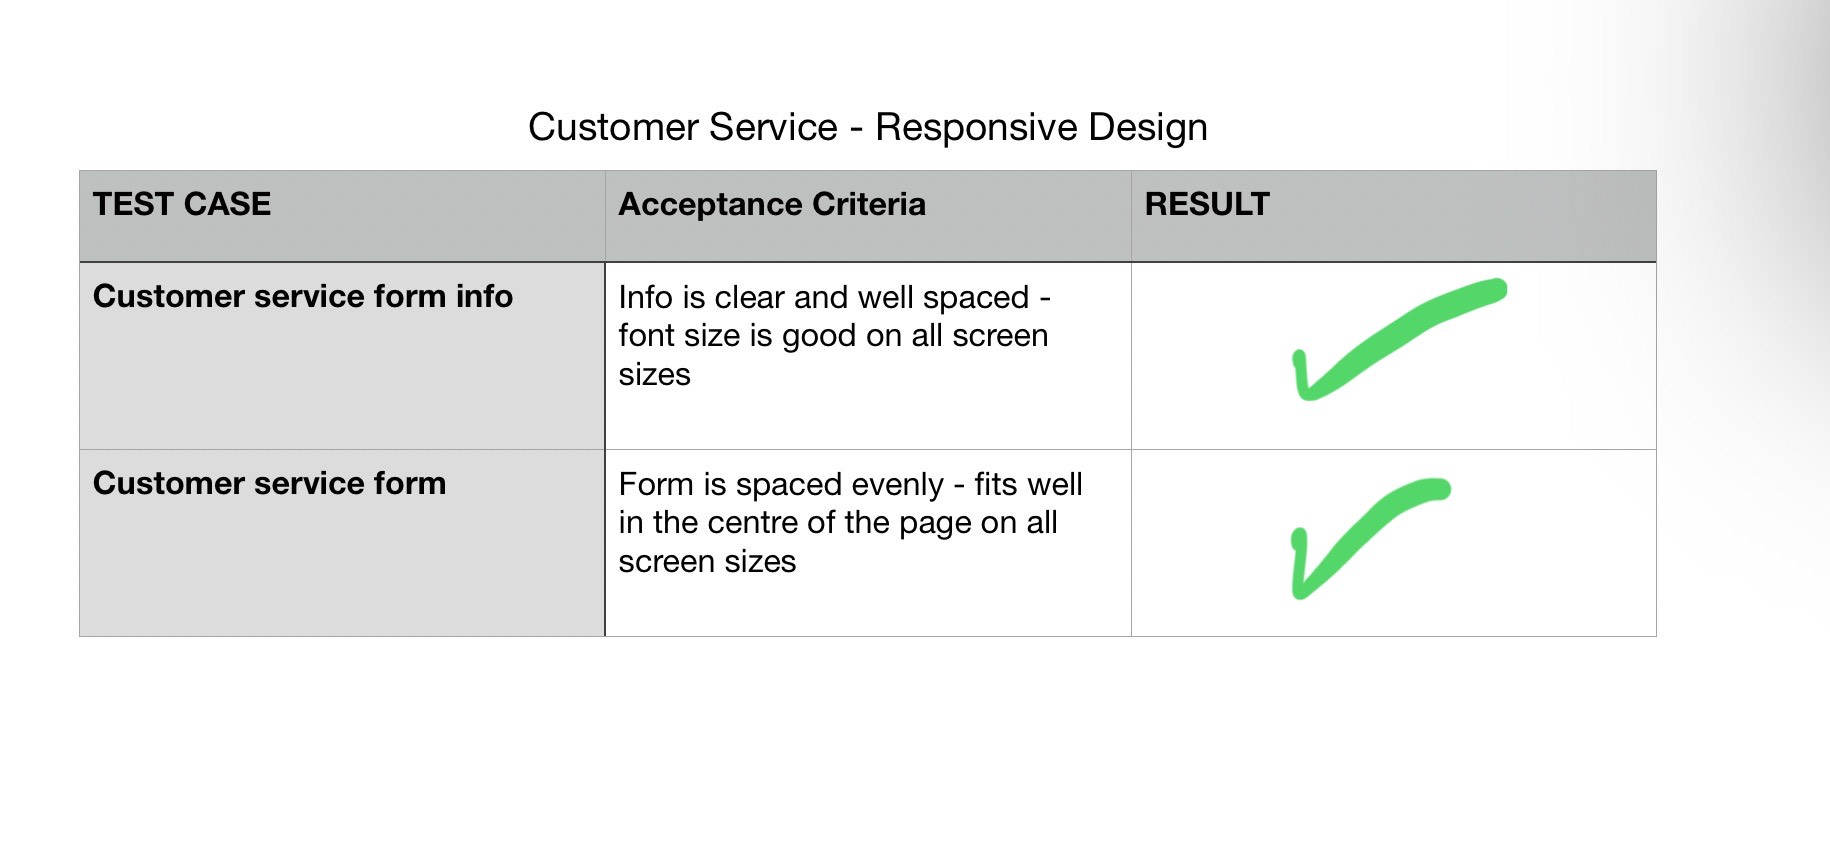 Customer Service - Responsive Design
TEST CASE
Acceptance Criteria
RESULT
Customer service form info
Info is clear and well spaced -
font size is good on all screen
sizes
Customer service form
Form is spaced evenly - fits well
in the centre of the page on all
screen sizes